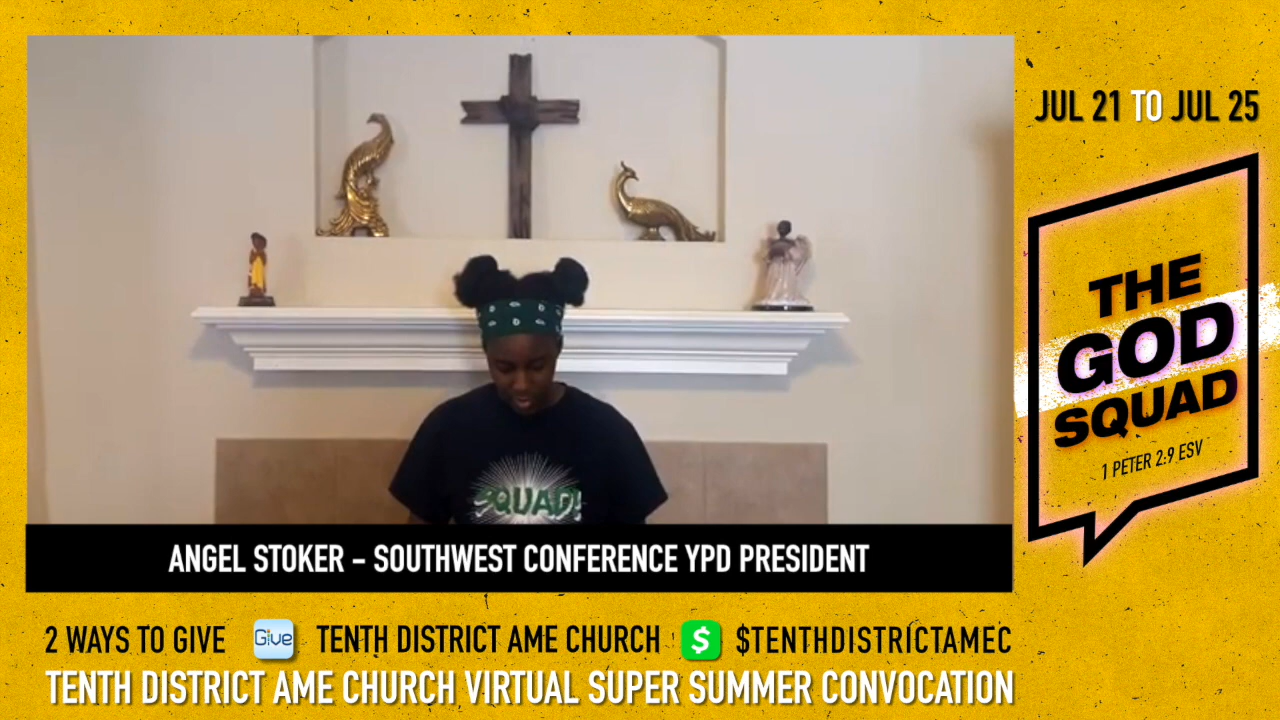 JUL 21 TO JUL 25
THE
GOD
SQUAD
1 PETER 2:9 ESV
SQUAD!
ANGEL STOKER - SOUTHWEST CONFERENCE YPD PRESIDENT
2 WAYS TO GIVE Give TENTH DISTRICT AME CHURCH $ $TENTHDISTRICTAMEC
TENTH DISTRICT AME CHURCH VIRTUAL SUPER SUMMER CONVOCATION